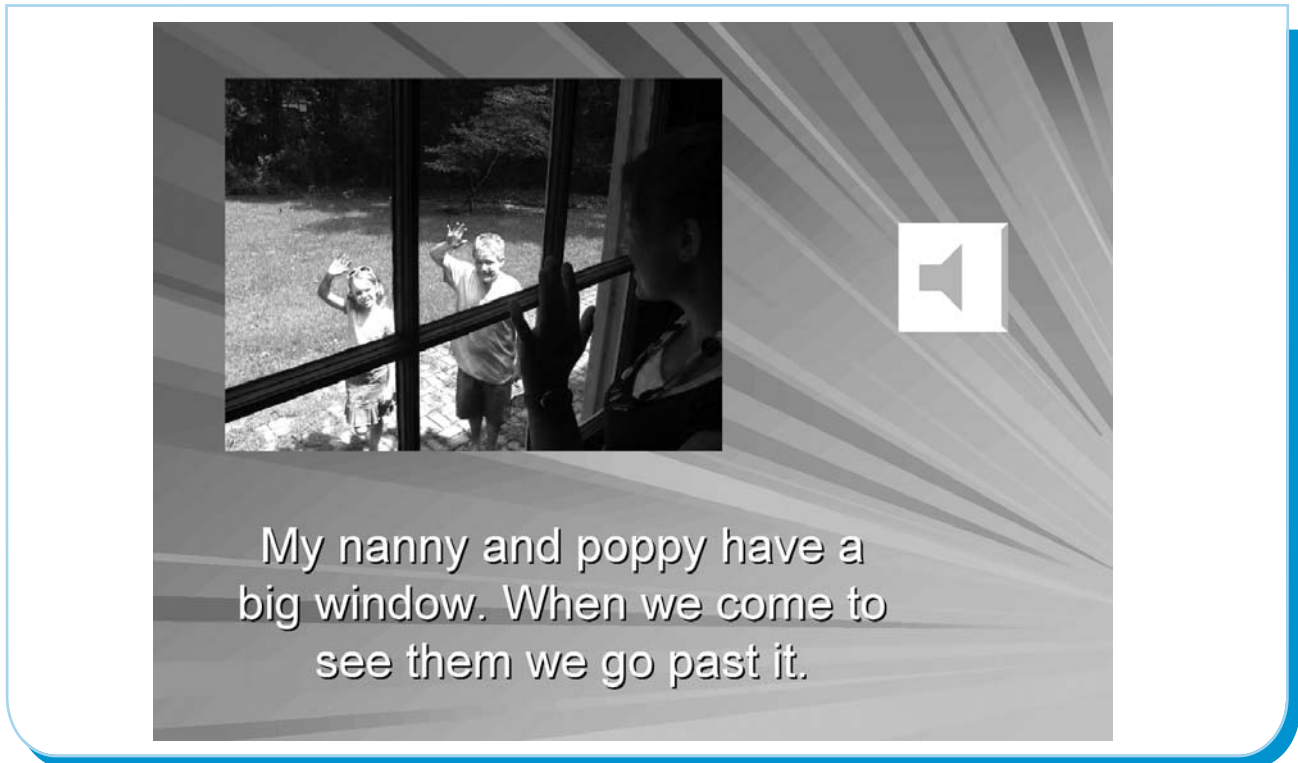 My nanny and poppy have a
big window. When we come to
see them we go past it.